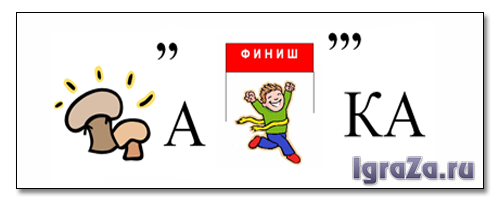 ,, А ФИНИШ ,,, КА
IgraZa.ru